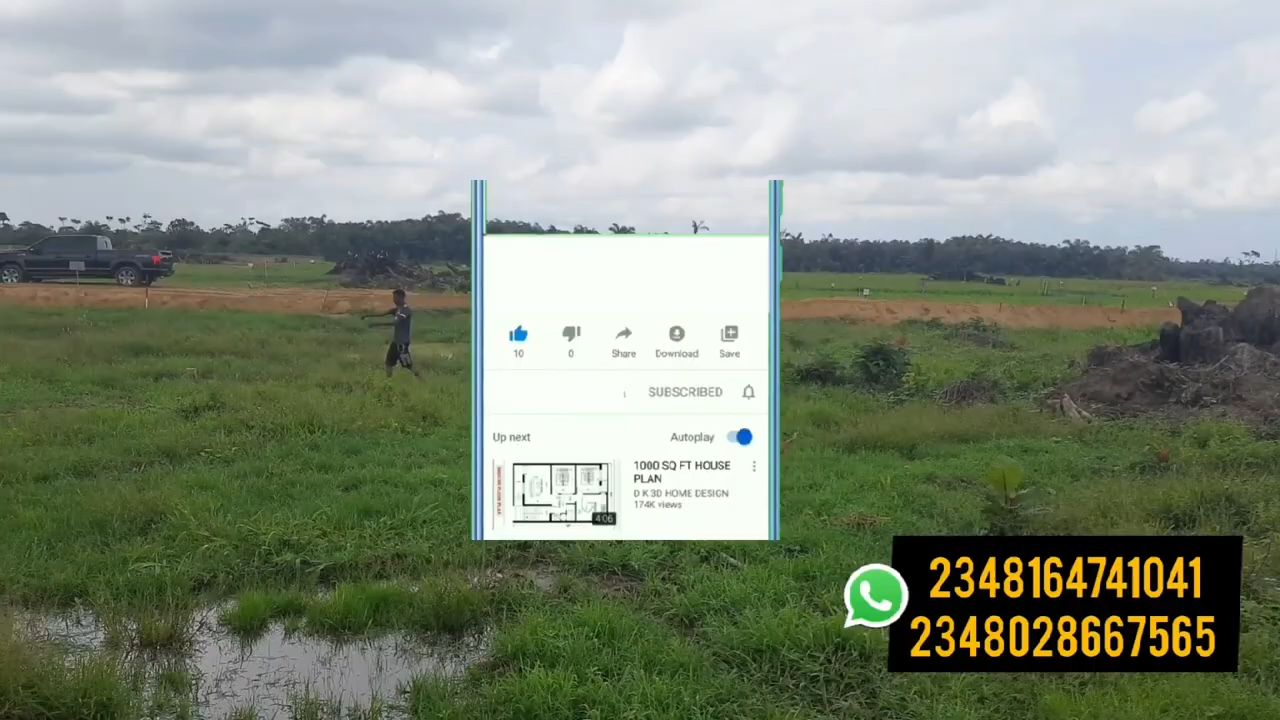 10
0
Share
Download
Save
SUBSCRIBED
Up next
Autoplay
1000 SQ FT HOUSE
PLAN
D K 3D HOME DESIGN
174K views
4:06
2348164741041
2348028667565